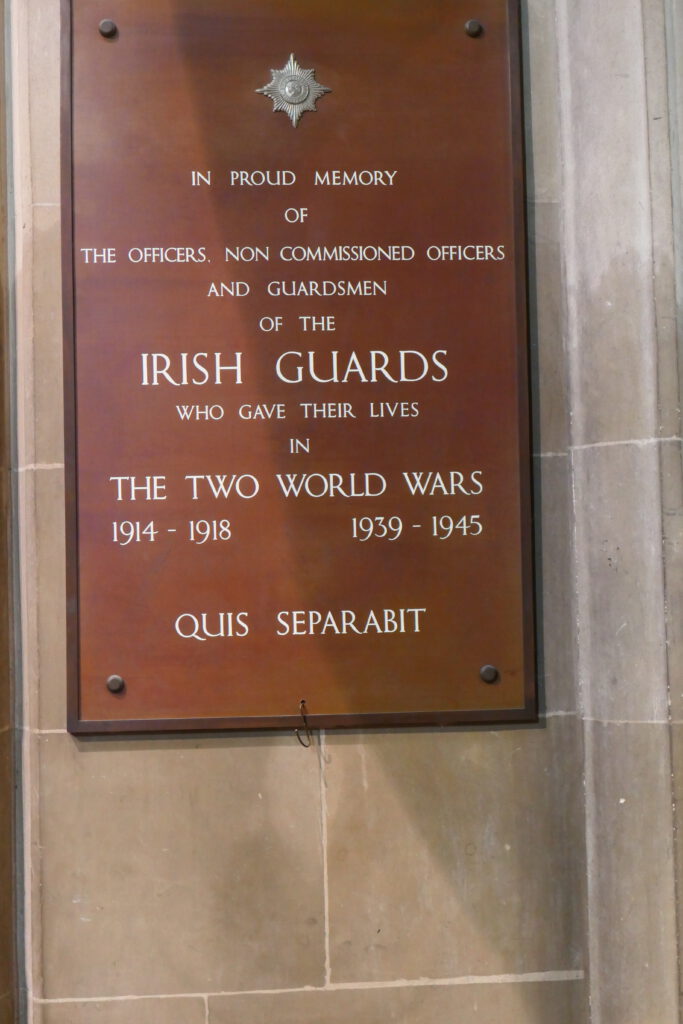 IN PROUD MEMORY
OF
THE OFFICERS, NON COMMISSIONED OFFICERS
AND GUARDSMEN
OF THE
IRISH GUARDS
WHO GAVE THEIR LIVES
IN
THE TWO WORLD WARS
1914 - 1918 1939 - 1945
QUIS SEPARABIT